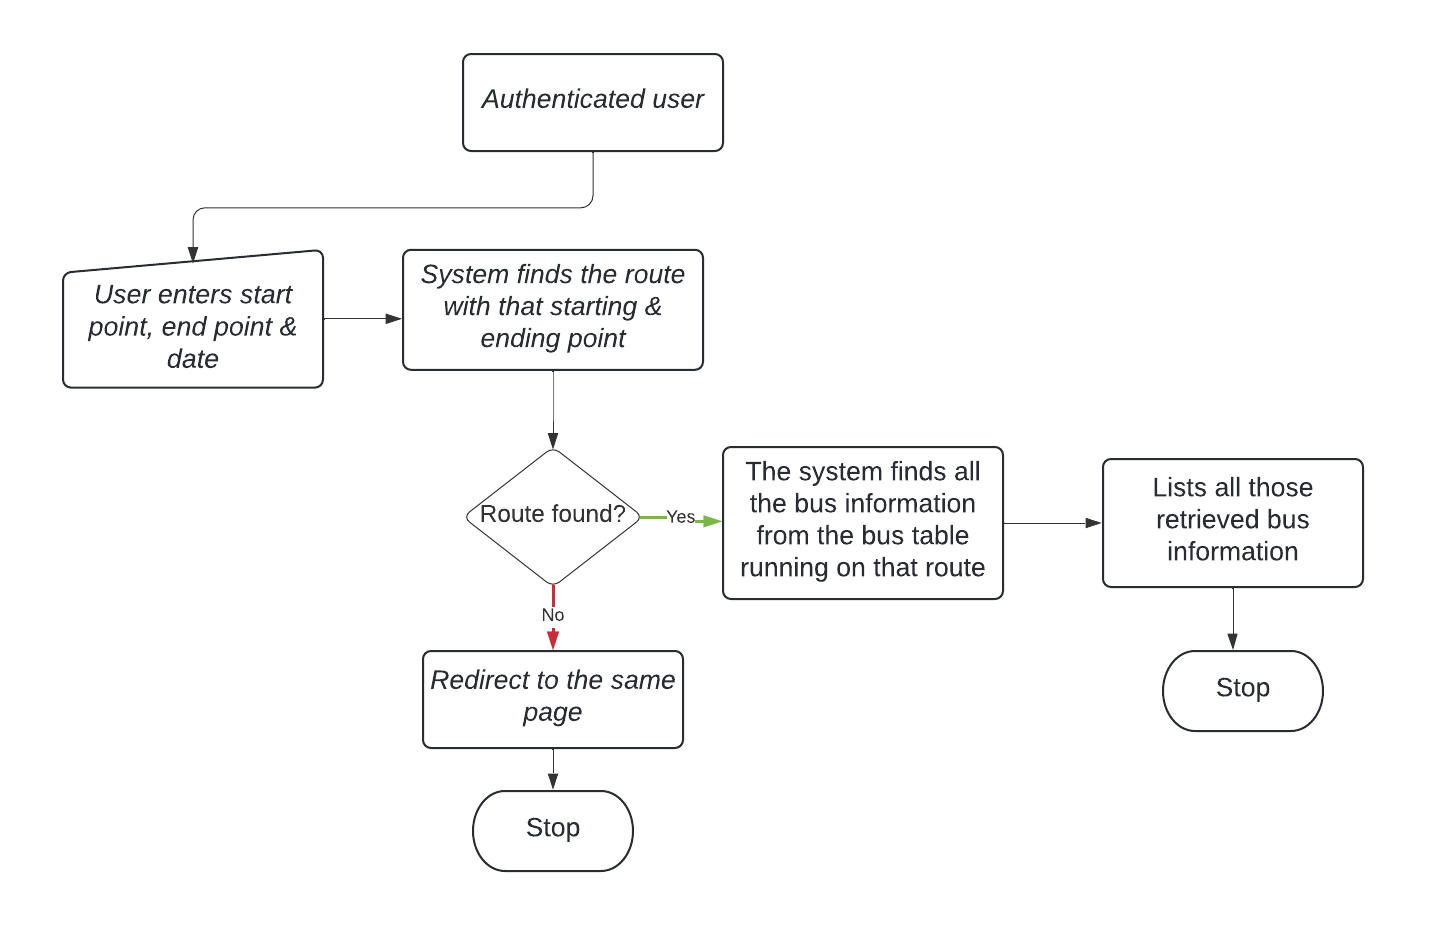 Authenticated user
User enters start
point, end point &
date
System finds the route
with that starting &
ending point
Route found?
Yes
The system finds all
the bus information
from the bus table
running on that route
Lists all those
retrieved bus
information
No
Redirect to the same
page
Stop
Stop